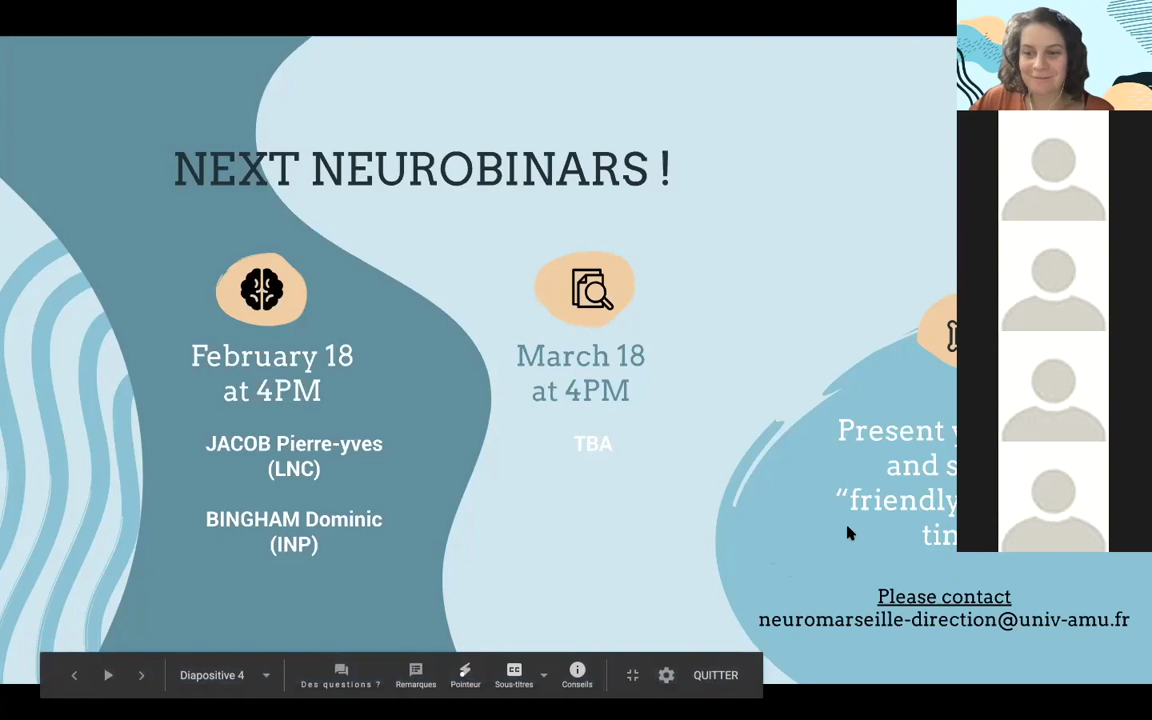 NEXT NEUROBINARS !
February 18
at 4PM
JACOB Pierre-yves
(LNC)
BINGHAM Dominic
(INP)
March 18
at 4PM
TBA
Present
and
“friendly
Please contact
neuromarseille-direction@univ-amu.fr
Diapositive 4
Des questions ?
Remarques
Pointeur
Sous-titres
Conseils
QUITTER